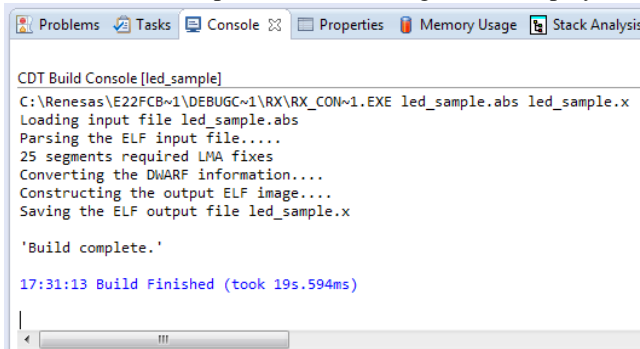 Problems Tasks Console Properties Memory Usage Stack Analysis
CDT Build Console [led_sample]
C:\Renesas\E22FCB~1\DEBUGC~1\RX\RX_CON~1.EXE led_sample.abs led_sample.x
Loading input file led_sample.abs
Parsing the ELF input file.....
25 segments required LMA fixes
Converting the DWARF information....
Constructing the output ELF image....
Saving the ELF output file led_sample.x
'Build complete.'
17:31:13 Build Finished (took 19s.594ms)